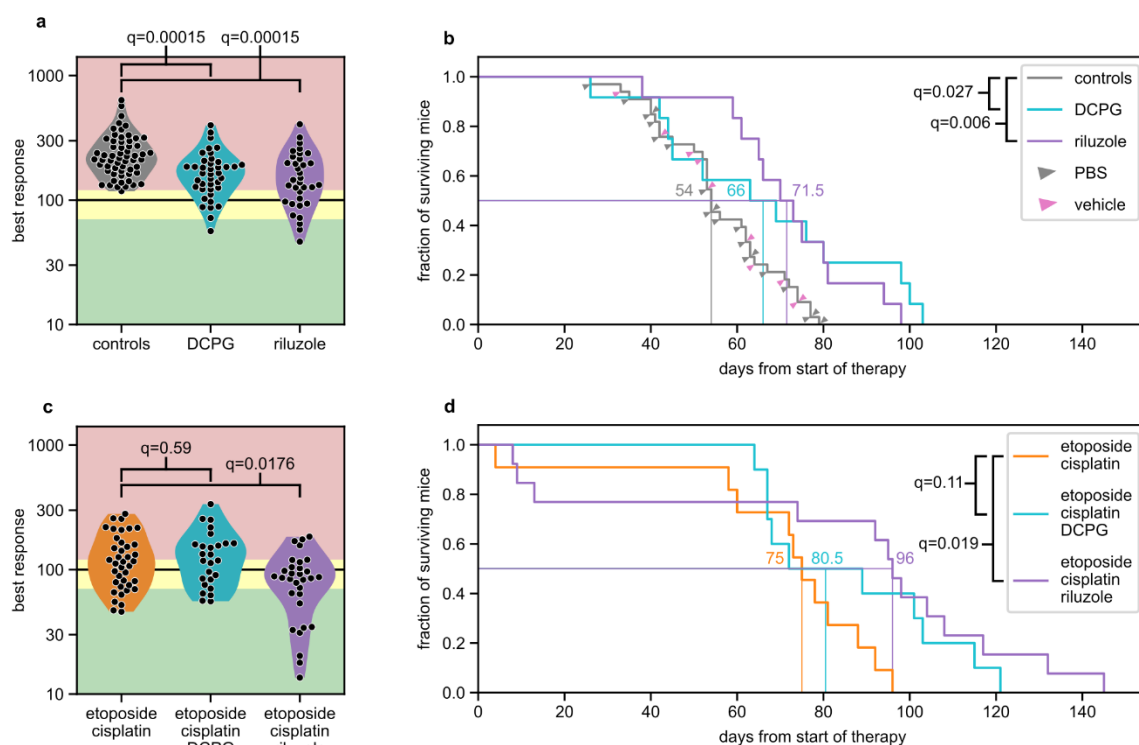 a
q=0.00015 q=0.00015
best response
1000
300
100
30
10
controls DCPG riluzole
b
fraction of surviving mice
1.0
0.8
0.6
0.4
0.2
0.0
54 66 71.5
0 20 40 60 80 100 120 140
days from start of therapy
q=0.027
q=0.006
controls
DCPG
riluzole
PBS
vehicle
c
q=0.59
q=0.0176
best response
1000
300
100
30
10
etoposide etoposide etoposide
cisplatin cisplatin cisplatin
DCPG
d
fraction of surviving mice
1.0
0.8
0.6
0.4
0.2
0.0
75 80.5 96
0 20 40 60 80 100 120 140
days from start of therapy
q=0.11
q=0.019
etoposide
cisplatin
etoposide
cisplatin
DCPG
etoposide
cisplatin
riluzole